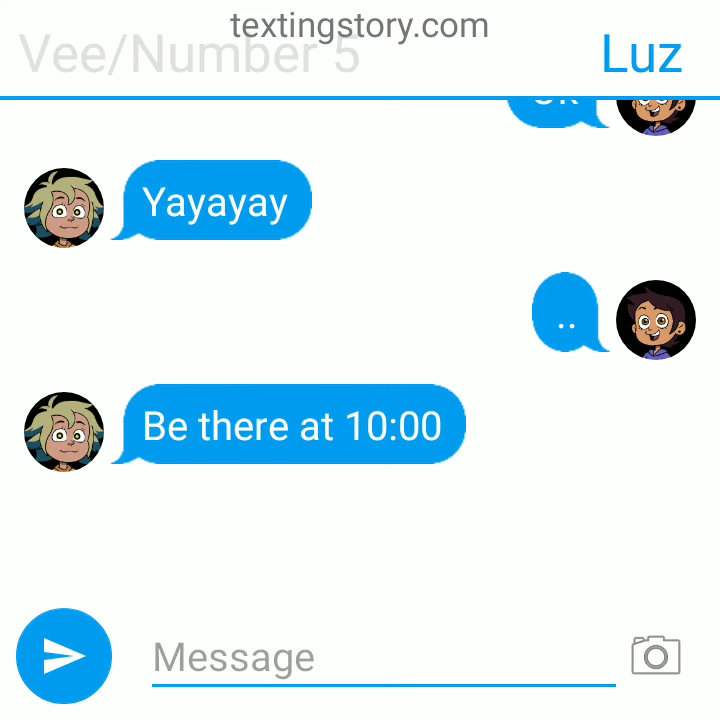 textingstory.com
Vee/Number 5
Luz
Yayayay
..
Be there at 10:00
Message